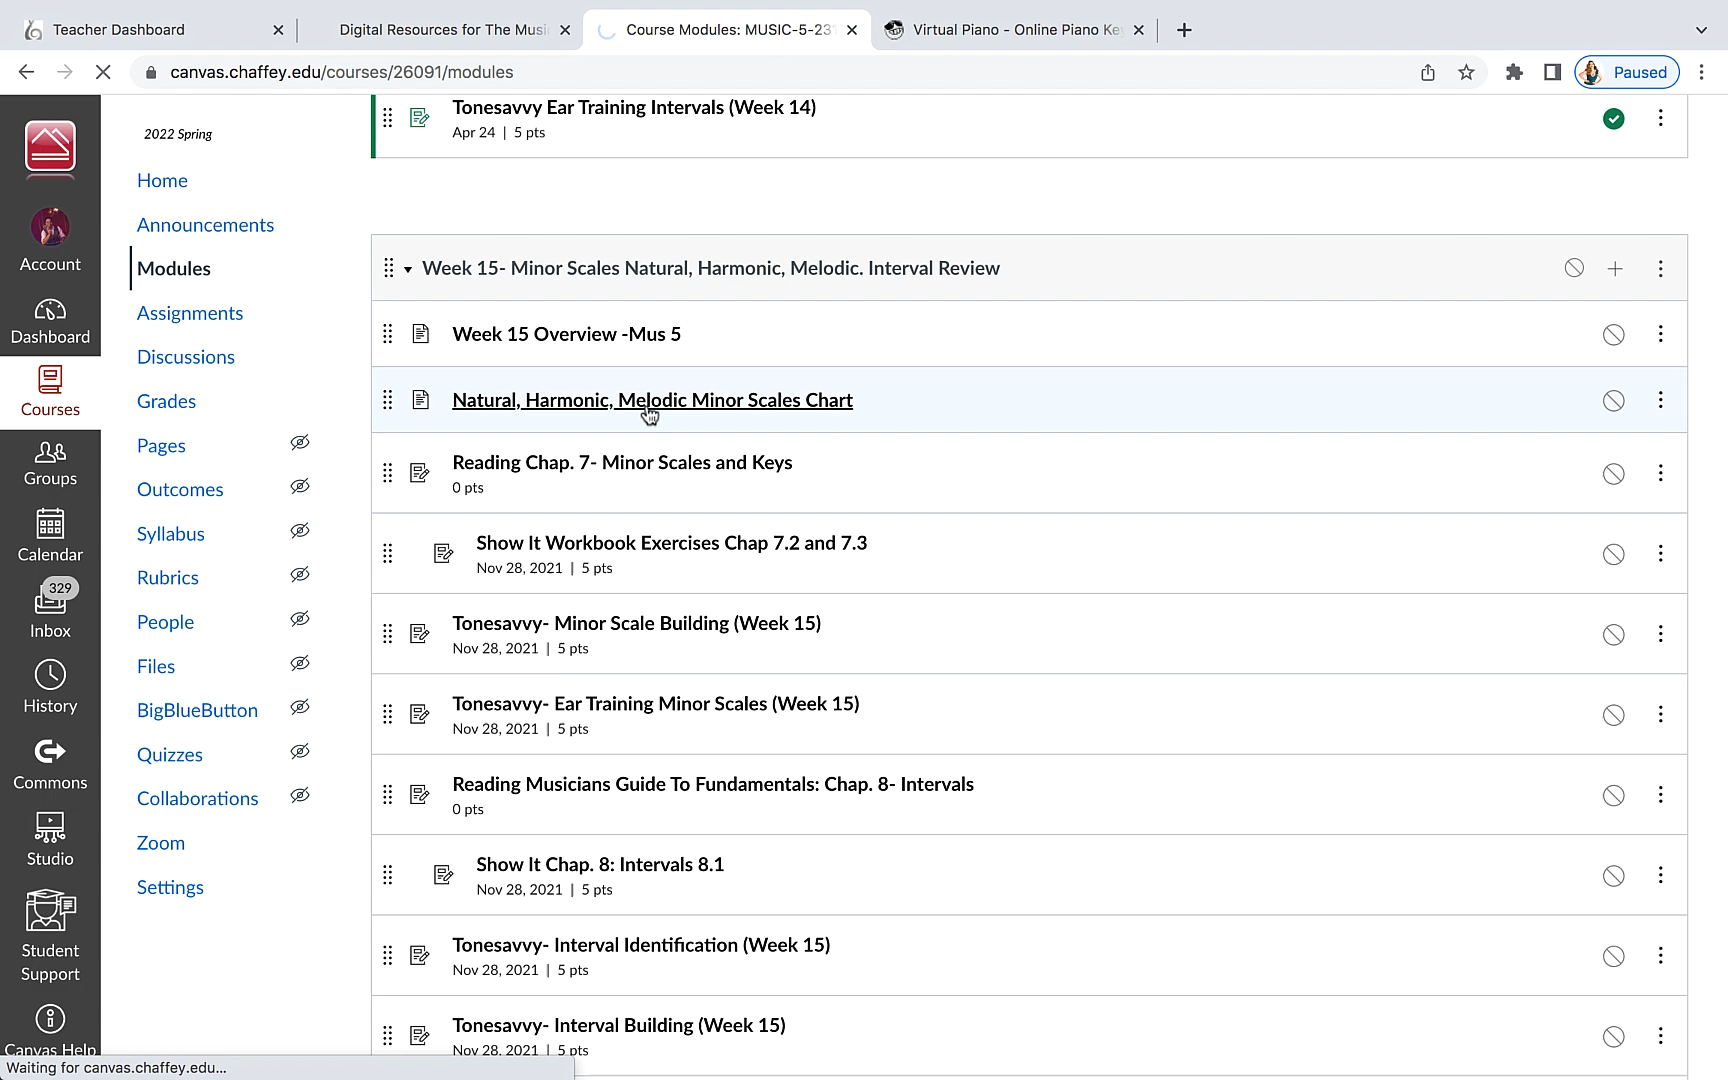 Teacher Dashboard
Digital Resources for The Musi
Course Modules: MUSIC-5-231
Virtual Piano - Online Piano Ke
canvas.chaffey.edu/courses/26091/modules
Paused
Tonesavvy Ear Training Intervals (Week 14)
Apr 24 | 5 pts
2022 Spring
Home
Announcements
Modules
Assignments
Discussions
Grades
Pages
Outcomes
Syllabus
Rubrics
People
Files
BigBlueButton
Quizzes
Collaborations
Zoom
Settings
Account
Dashboard
Courses
Groups
Calendar
329
Inbox
History
Commons
Studio
Student
Support
Canvas Help
Week 15- Minor Scales Natural, Harmonic, Melodic. Interval Review
Week 15 Overview -Mus 5
Natural, Harmonic, Melodic Minor Scales Chart
Reading Chap. 7- Minor Scales and Keys
0 pts
Show It Workbook Exercises Chap 7.2 and 7.3
Nov 28, 2021 | 5 pts
Tonesavvy- Minor Scale Building (Week 15)
Nov 28, 2021 | 5 pts
Tonesavvy- Ear Training Minor Scales (Week 15)
Nov 28, 2021 | 5 pts
Reading Musicians Guide To Fundamentals: Chap. 8- Intervals
0 pts
Show It Chap. 8: Intervals 8.1
Nov 28, 2021 | 5 pts
Tonesavvy- Interval Identification (Week 15)
Nov 28, 2021 | 5 pts
Tonesavvy- Interval Building (Week 15)
Nov 28, 2021 | 5 pts
Waiting for canvas.chaffey.edu...